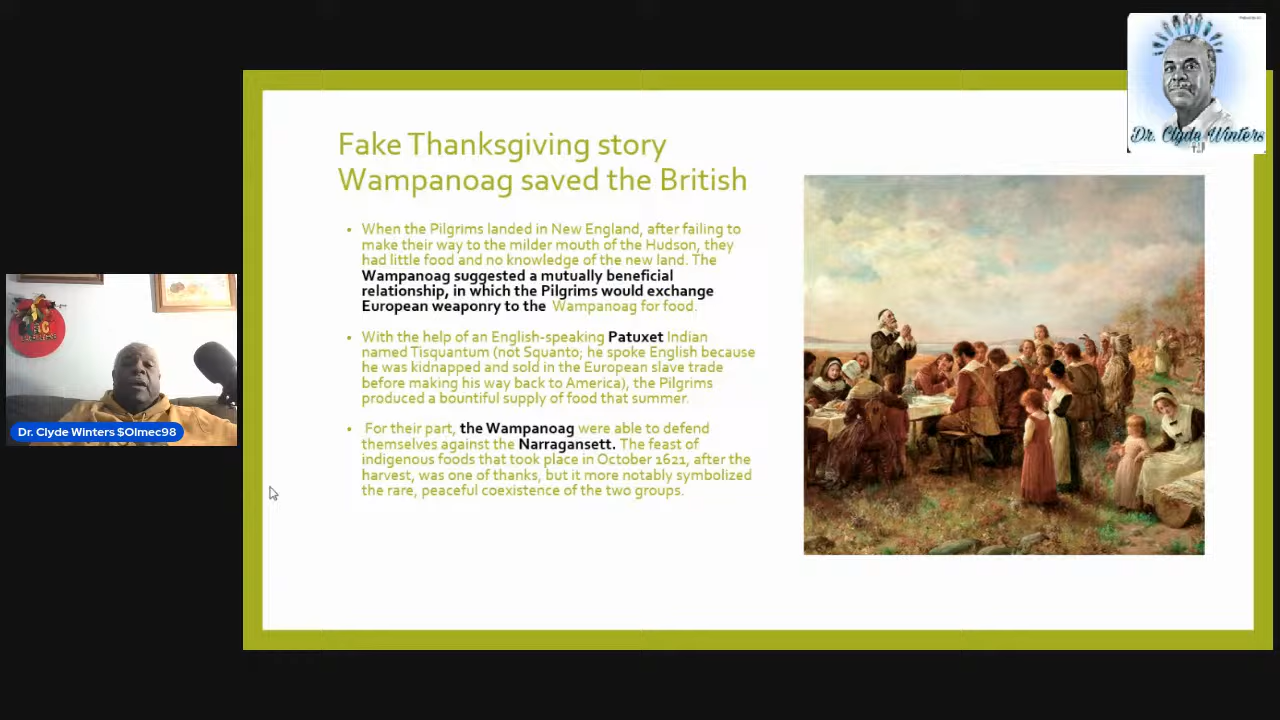 Fake Thanksgiving story
Wampanoag saved the British
• When the Pilgrims landed in New England, after failing to
make their way to the milder mouth of the Hudson, they
had little food and no knowledge of the new land. The
Wampanoag suggested a mutually beneficial
relationship, in which the Pilgrims would exchange
European weaponry to the Wampanoag for food.
• With the help of an English-speaking Patuxet Indian
named Tisquantum (not Squanto; he spoke English because
he was kidnapped and sold in the European slave trade
before making his way back to America), the Pilgrims
produced a bountiful supply of food that summer.
• For their part, the Wampanoag were able to defend
themselves against the Narragansett. The feast of
indigenous foods that took place in October 1621, after the
harvest, was one of thanks, but it more notably symbolized
the rare, peaceful coexistence of the two groups.
Dr. Clyde Winters
Dr. Clyde Winters $Olmec98